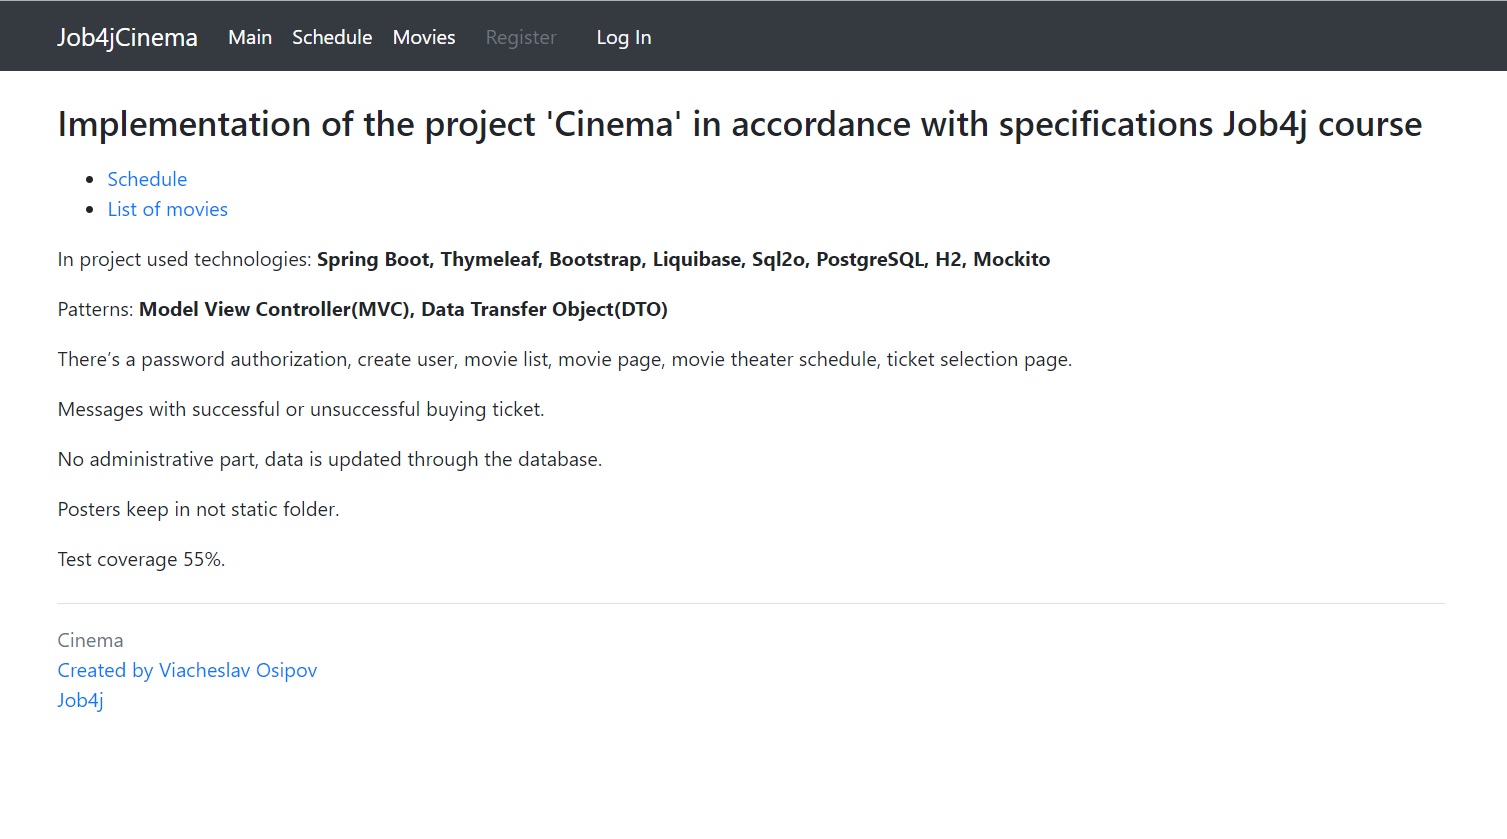 Job4jCinema Main Schedule Movies Register Log In
Implementation of the project 'Cinema' in accordance with specifications Job4j course
Schedule
List of movies
In project used technologies: Spring Boot, Thymeleaf, Bootstrap, Liquibase, Sql2o, PostgreSQL, H2, Mockito
Patterns: Model View Controller(MVC), Data Transfer Object(DTO)
There’s a password authorization, create user, movie list, movie page, movie theater schedule, ticket selection page.
Messages with successful or unsuccessful buying ticket.
No administrative part, data is updated through the database.
Posters keep in not static folder.
Test coverage 55%.
Cinema
Created by Viacheslav Osipov
Job4j